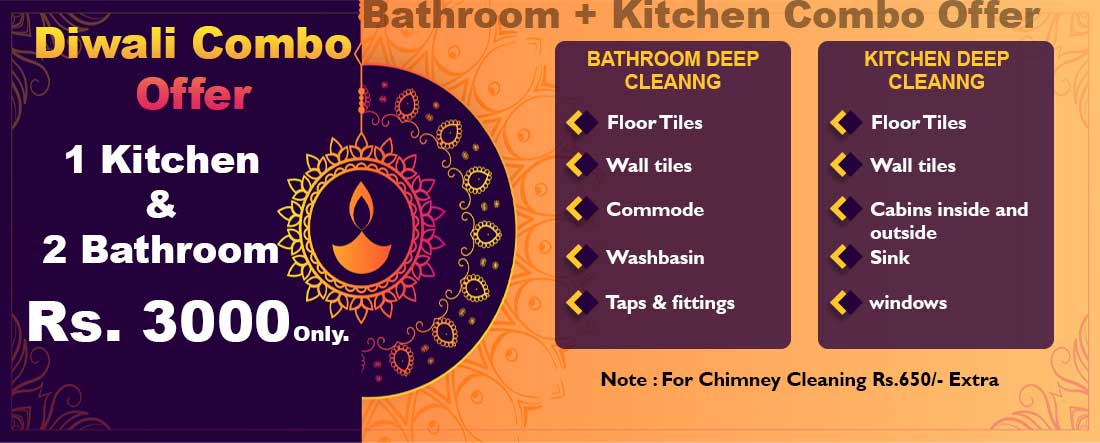 Diwali Combo
Offer
1 Kitchen
&
2 Bathroom
Rs. 3000 Only.
Bathroom + Kitchen Combo Offer
BATHROOM DEEP
CLEANNG
Floor Tiles
Wall tiles
Commode
Washbasin
Taps & fittings
KITCHEN DEEP
CLEANNG
Floor Tiles
Wall tiles
Cabins inside and
outside
Sink
windows
Note : For Chimney Cleaning Rs.650/- Extra